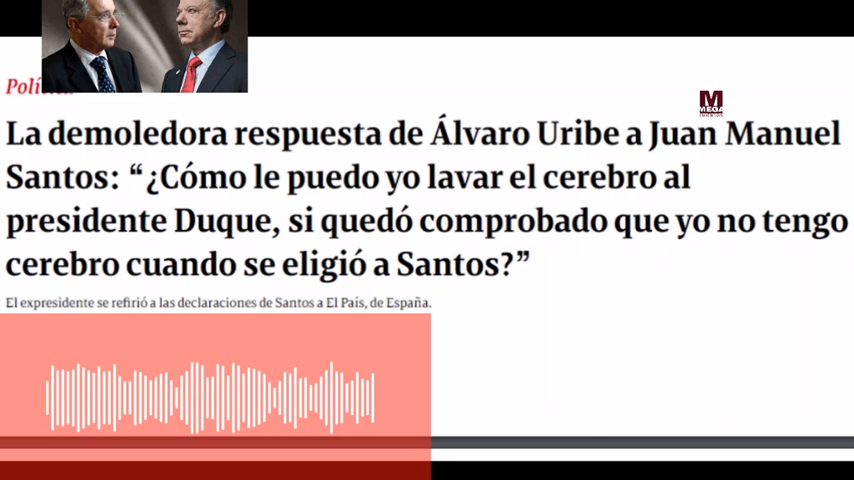 Polí
MEGA
La demoledora respuesta de Álvaro Uribe a Juan Manuel
Santos: “¿Cómo le puedo yo lavar el cerebro al
presidente Duque, si quedó comprobado que yo no tengo
cerebro cuando se eligió a Santos?”
El expresidente se refirió a las declaraciones de Santos a El País, de España.